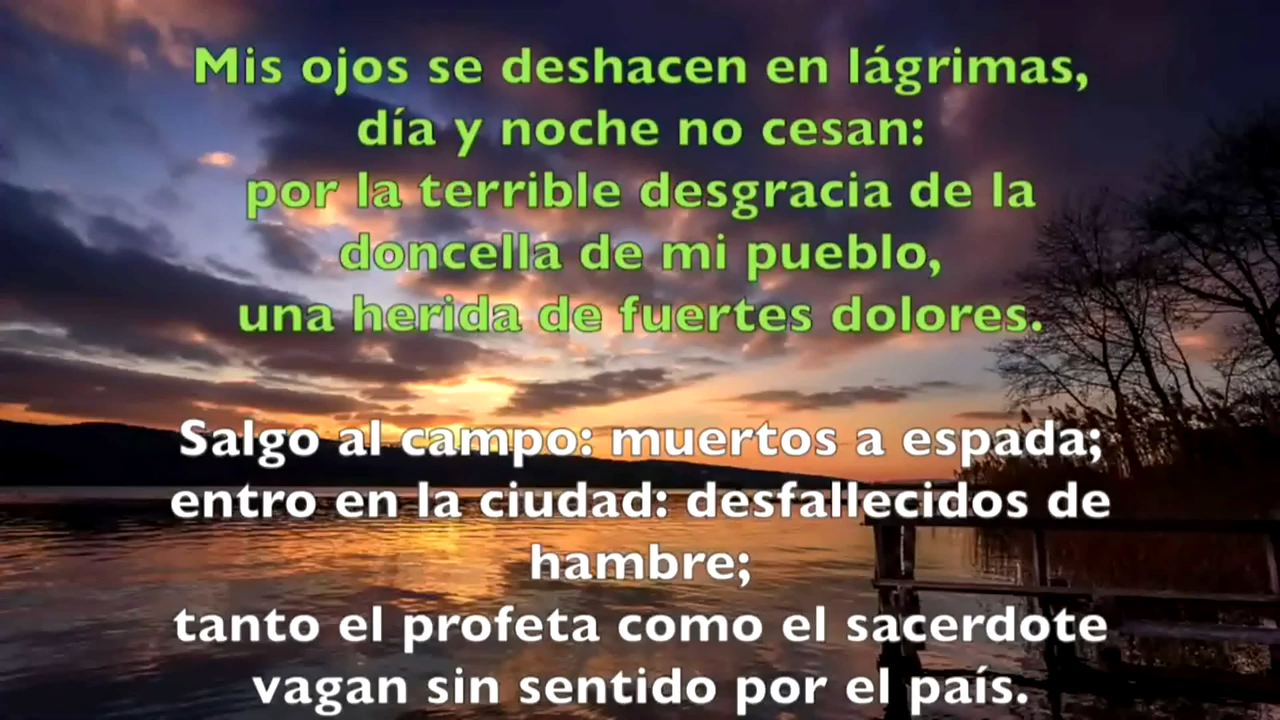 Mis ojos se deshacen en lágrimas,
día y noche no cesan:
por la terrible desgracia de la
doncella de mi pueblo,
una herida de fuertes dolores.
Salgo al campo: muertos a espada;
entro en la ciudad: desfallecidos de
hambre;
tanto el profeta como el sacerdote
vagan sin sentido por el país.